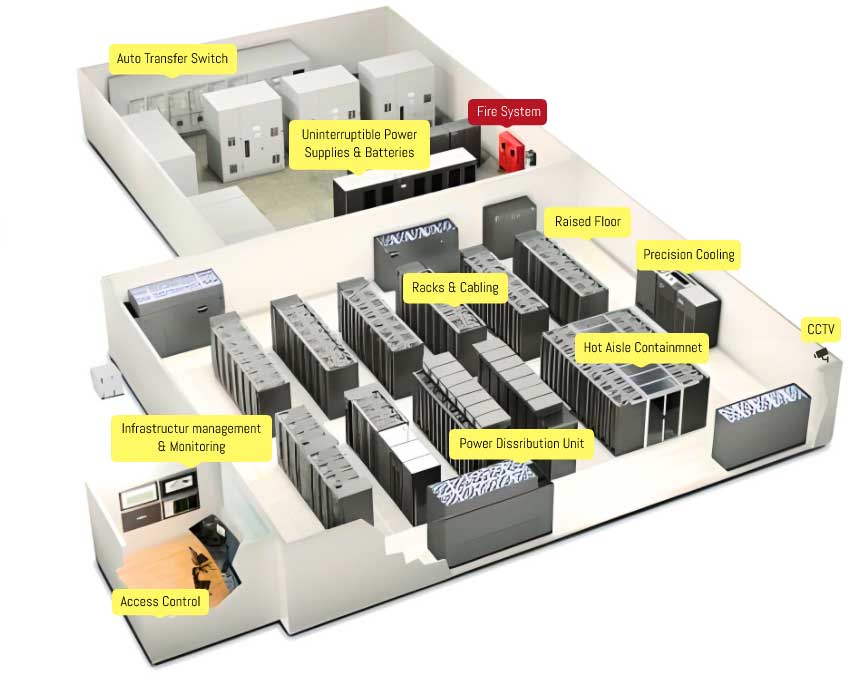 Auto Transfer Switch
Fire System
Uninterruptible Power
Supplies & Batteries
Raised Floor
Precision Cooling
Racks & Cabling
CCTV
Hot Aisle Containmnet
Infrastructur management
& Monitoring
Power Dissribution Unit
Access Control